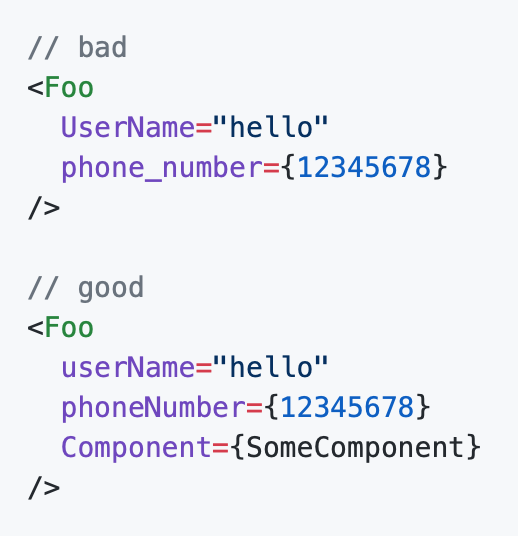 // bad
<Foo
  UserName="hello"
  phone_number={12345678}
/>

// good
<Foo
  userName="hello"
  phoneNumber={12345678}
  Component={SomeComponent}
/>